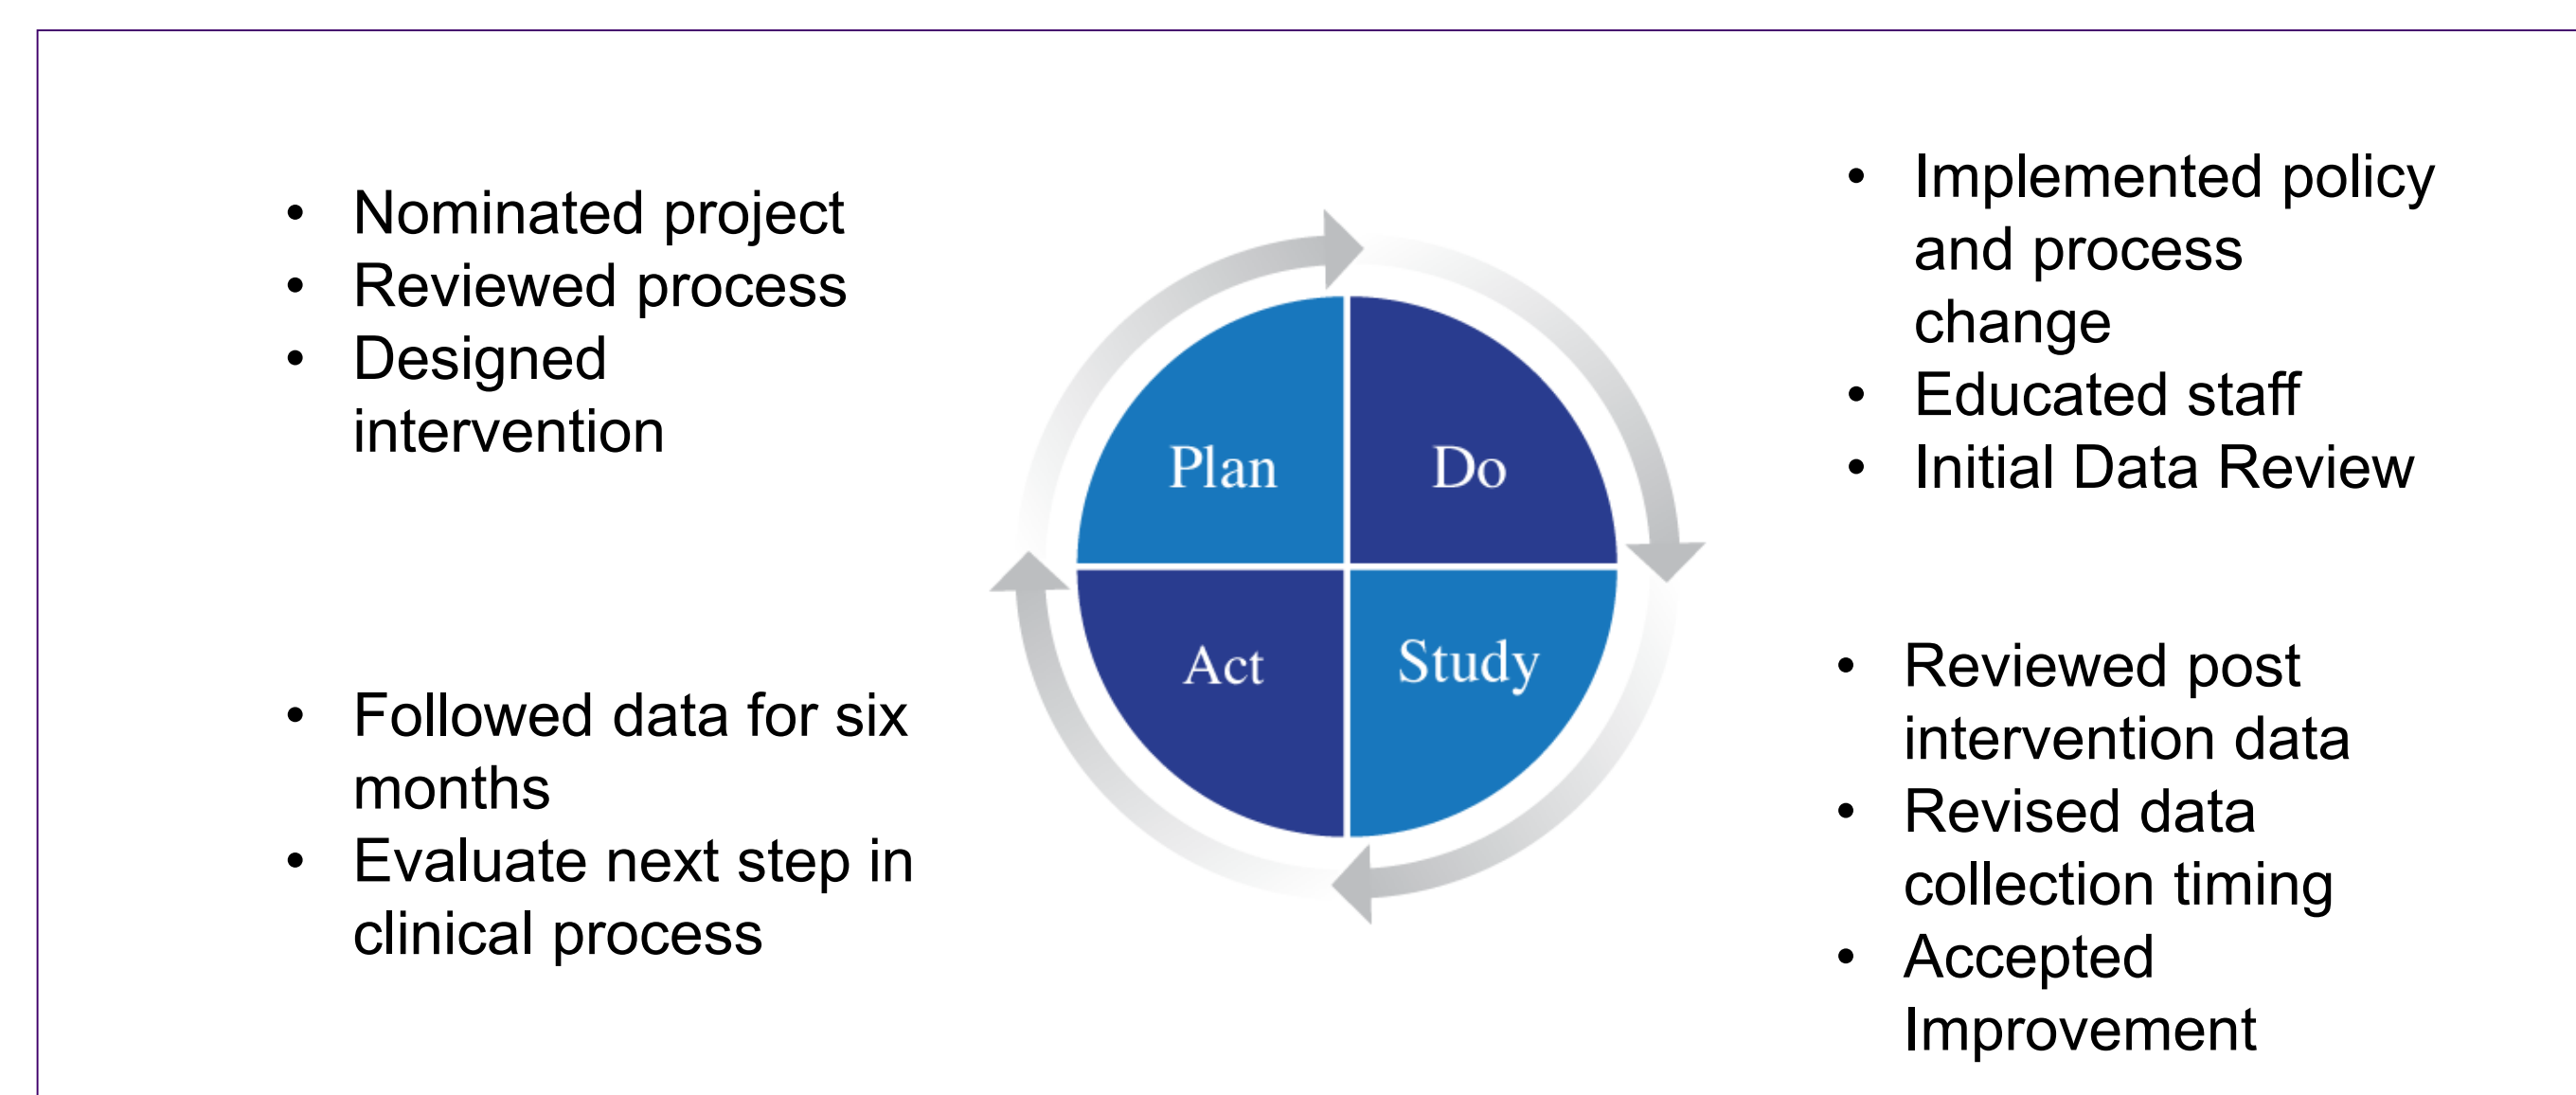 • Nominated project
• Reviewed process
• Designed
intervention
Plan
Do
• Implemented policy
and process
change
• Educated staff
• Initial Data Review
Act
Study
• Followed data for six
months
• Evaluate next step in
clinical process
• Reviewed post
intervention data
• Revised data
collection timing
• Accepted
Improvement